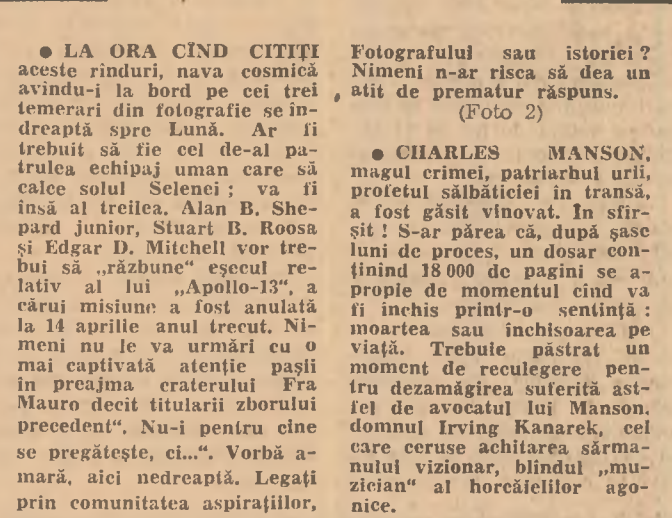 ● LA ORA CÎND CITIȚI
aceste rînduri, nava cosmică
avindu-i la bord pe cei trei
temerari din fotografie se în-
dreaptă spre Lună. Ar fi
trebuit să fie cel de-al pa-
trulea echipaj uman care să
calce solul Selenei ; va fi
însă al treilea. Alan B. She-
pard junior, Stuart B. Roosa
și Edgar D. Mitchell vor tre-
bui să „răzbune“ eșecul re-
lativ al lui „Apollo-13“, a
cărui misiune a fost anulată
la 14 aprilie anul trecut. Ni-
meni nu le va urmări cu o
mai captivată atenție pașii
în preajma craterului Fra
Mauro decit titularii zborului
precedent“. Nu-i pentru cine
se pregătește, ci...“. Vorbă a-
mară, aici nedreaptă. Legați
prin comunitatea aspirațiilor,
Fotografului sau istoriei ?
Nimeni n-ar risca să dea un
atit de prematur răspuns.
(Foto 2)
● CHARLES MANSON,
magul crimei, patriarhul urii,
profetul sălbăticiei în transă,
a fost găsit vinovat. În sfîr-
șit ! S-ar părea că, după șase
luni de proces, un dosar con-
ținind 18 000 de pagini se a-
propie de momentul cînd va
fi închis printr-o sentință :
moartea sau închisoarea pe
viață. Trebuie păstrat un
moment de reculegere pen-
tru dezamăgirea suferită ast-
fel de avocatul lui Manson,
domnul Irving Kanarek, cel
care ceruse achitarea sărma-
nului vizionar, blîndul „mu-
zician“ al horcăielilor ago-
nice.